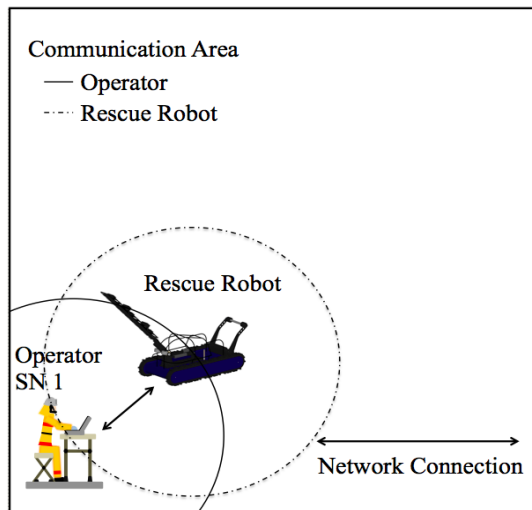 Communication Area
Operator
Rescue Robot
Rescue Robot
Operator
SN 1
Network Connection